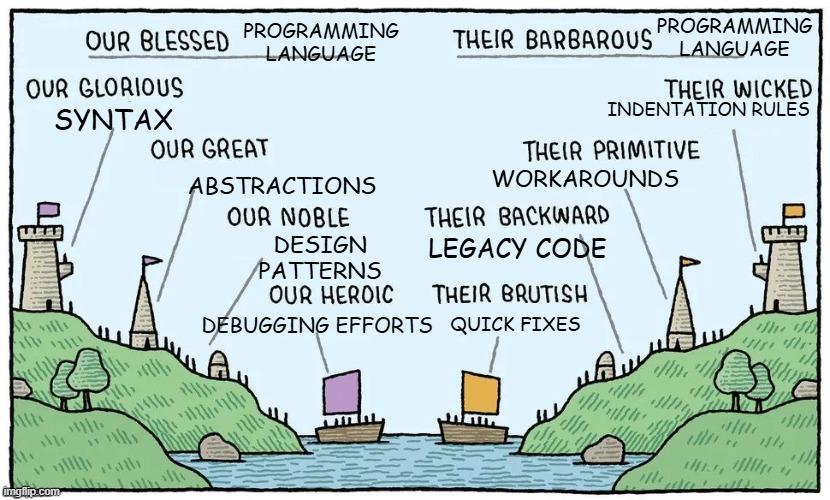 OUR BLESSED PROGRAMMING LANGUAGE
THEIR BARBAROUS PROGRAMMING LANGUAGE
OUR GLORIOUS
SYNTAX
THEIR WICKED
INDENTATION RULES
OUR GREAT
ABSTRACTIONS
THEIR PRIMITIVE
WORKAROUNDS
OUR NOBLE
DESIGN
PATTERNS
THEIR BACKWARD
LEGACY CODE
OUR HEROIC
DEBUGGING EFFORTS
THEIR BRUTISH
QUICK FIXES
imgflip.com